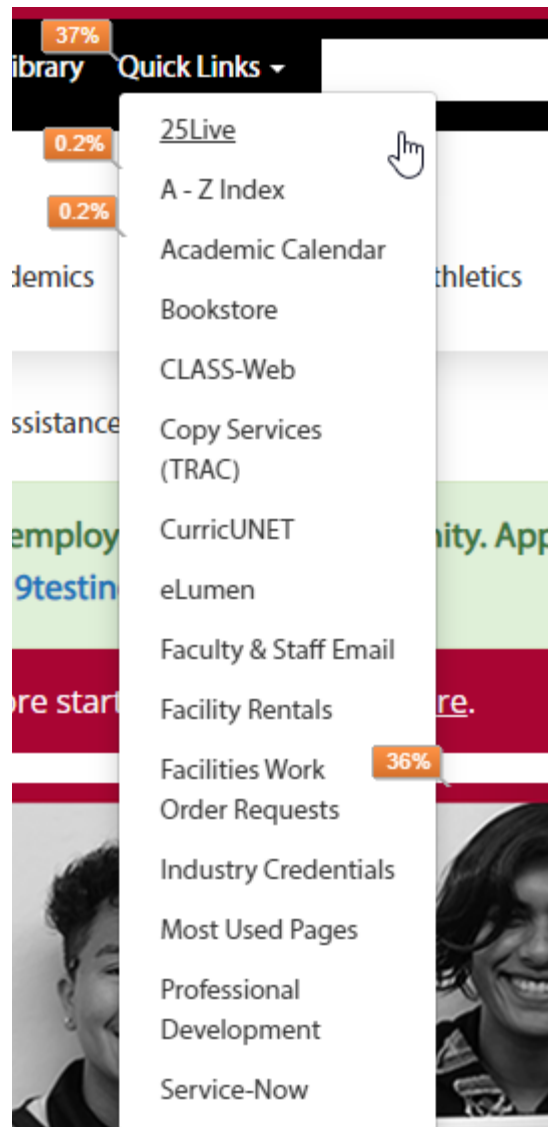 37%
ibrary Quick Links
25Live
0.2%
A - Z Index
0.2%
Academic Calendar
demics thletics
Bookstore
CLASS-Web
ssistance
Copy Services
(TRAC)
CurricUNET
employ nity. App
9testin
eLumen
Faculty & Staff Email
ore start re.
Facility Rentals
Facilities Work
36%
Order Requests
Industry Credentials
Most Used Pages
Professional
Development
Service-Now